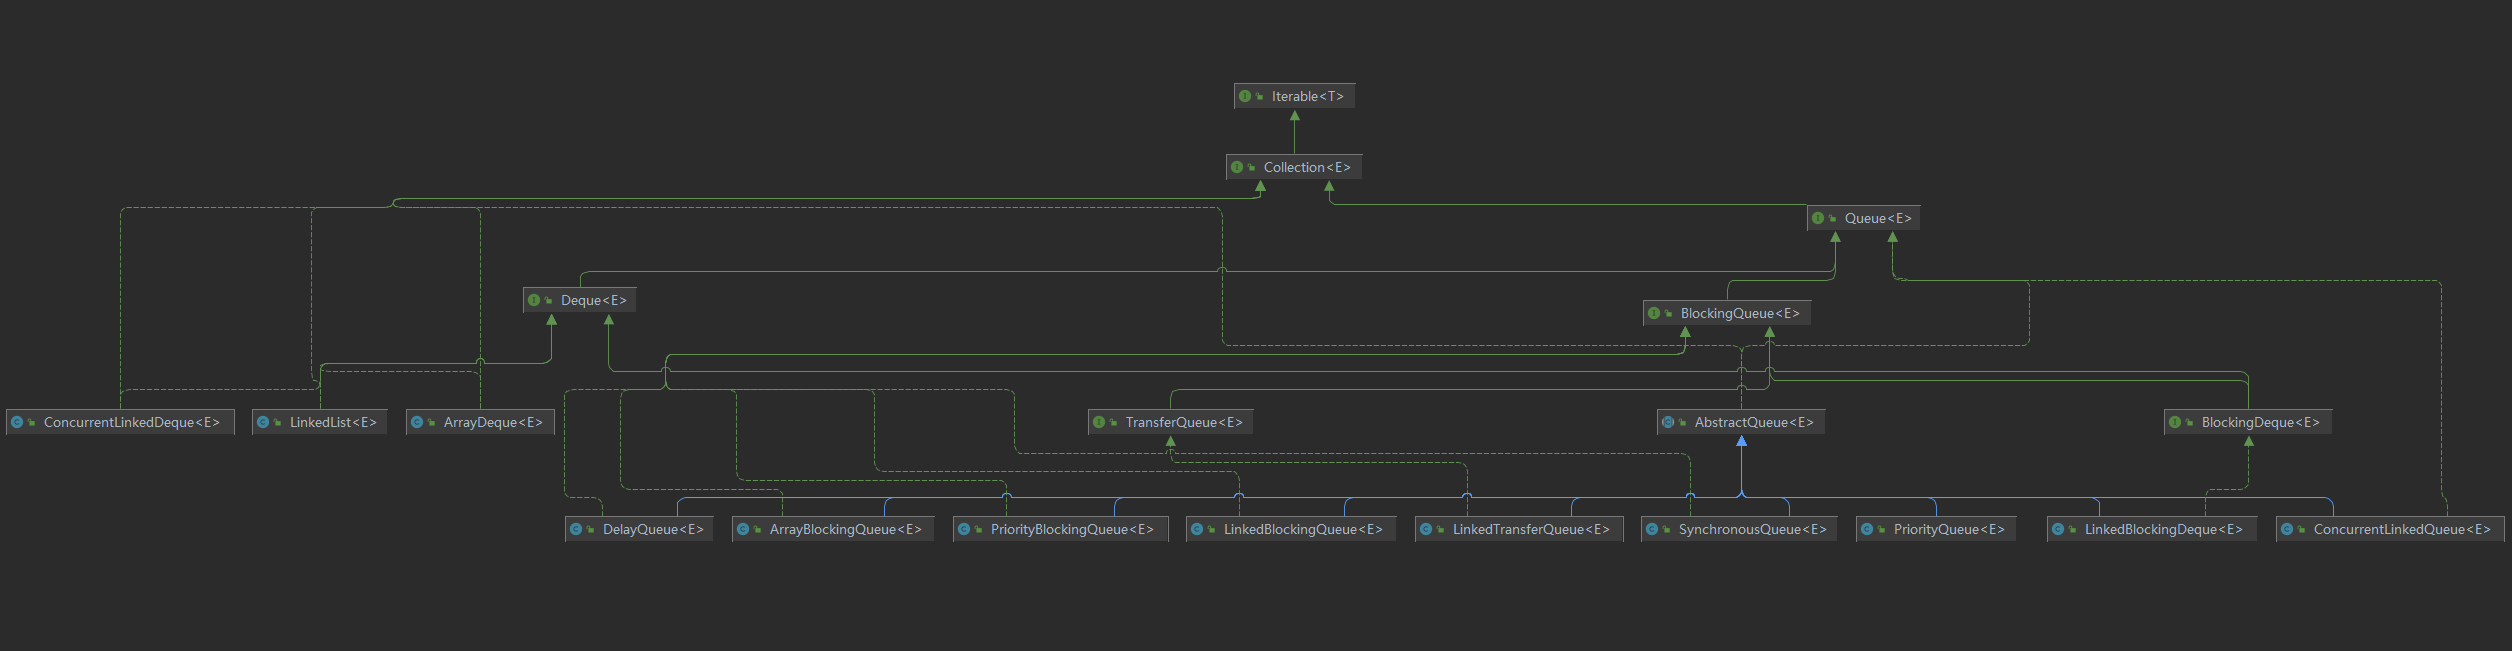 Iterable<T>
Collection<E>
Queue<E>
Deque<E>
BlockingQueue<E>
ConcurrentLinkedDeque<E>
LinkedList<E>
ArrayDeque<E>
TransferQueue<E>
AbstractQueue<E>
BlockingDeque<E>
DelayQueue<E>
ArrayBlockingQueue<E>
PriorityBlockingQueue<E>
LinkedBlockingQueue<E>
LinkedTransferQueue<E>
SynchronousQueue<E>
PriorityQueue<E>
LinkedBlockingDeque<E>
ConcurrentLinkedQueue<E>